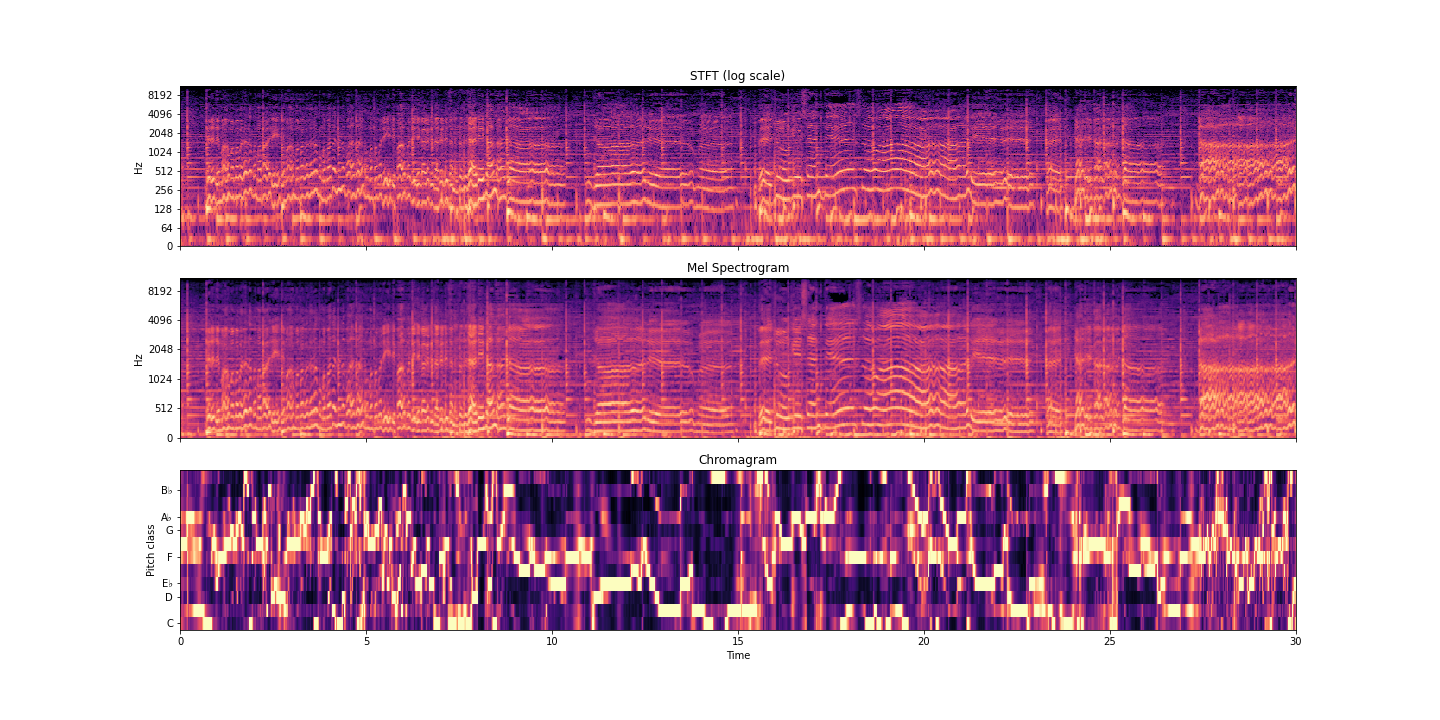 STFT (log scale)
8192
4096
2048
1024
512
256
128
64
0
Hz
Mel Spectrogram
8192
4096
2048
1024
512
0
Hz
Chromagram
B♭
A♭
G
F
E♭
D
C
Pitch class
0 5 10 15 20 25 30
Time